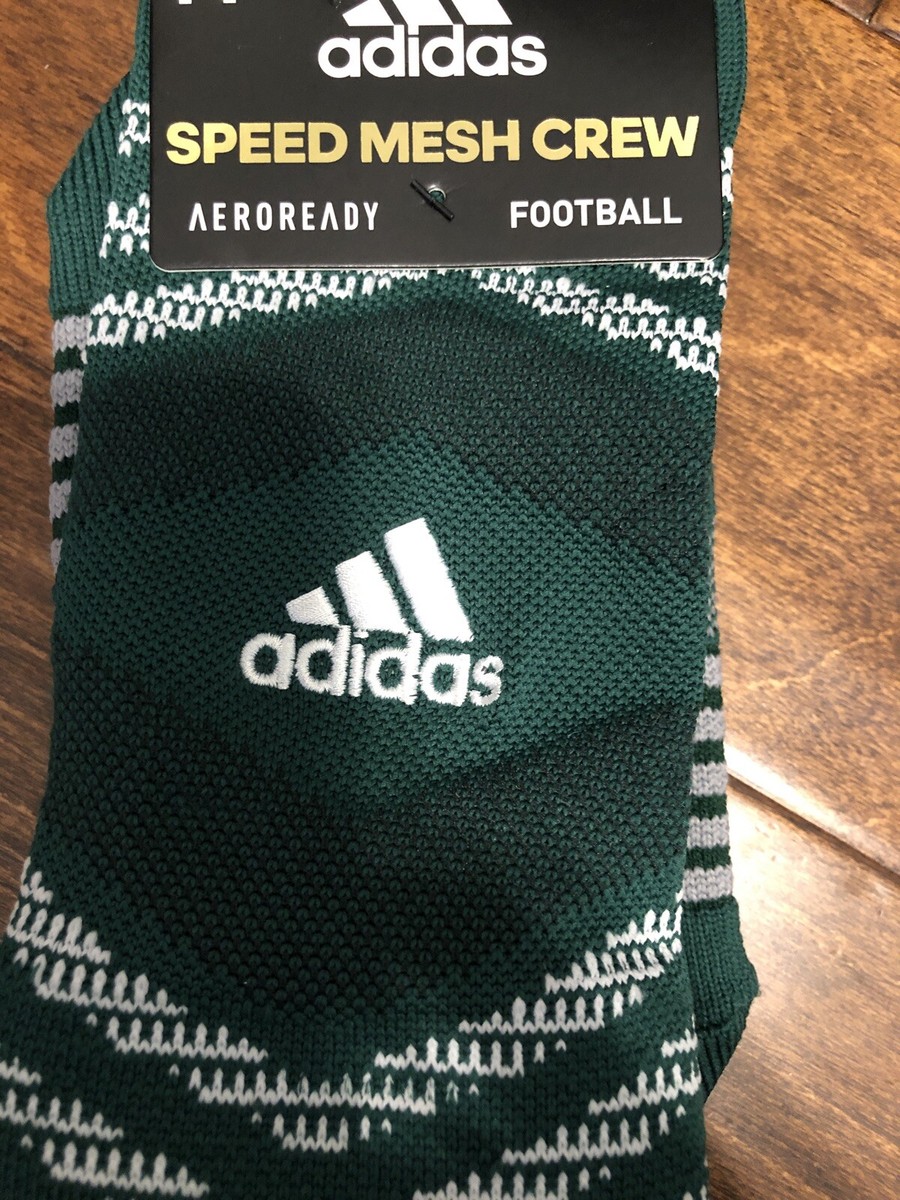 adidas
SPEED MESH CREW
AEROREADY
FOOTBALL
adidas